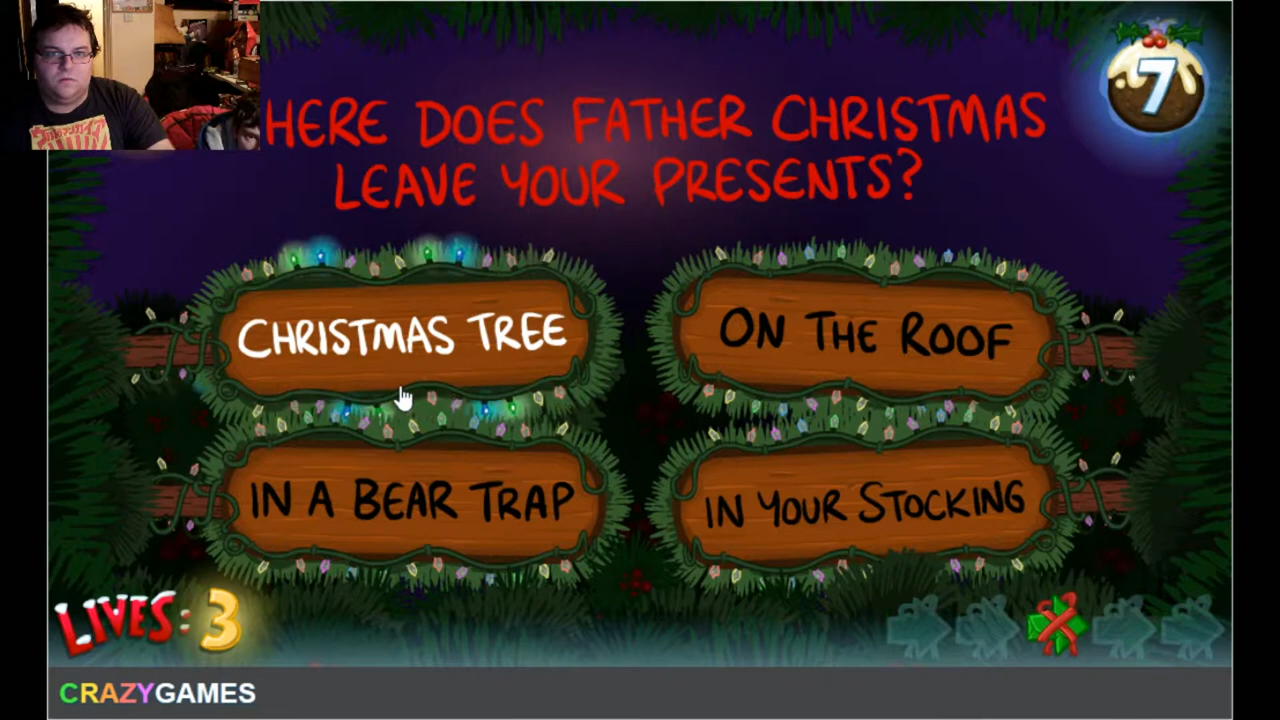 HERE DOES FATHER CHRISTMAS
LEAVE YOUR PRESENTS?
7
CHRISTMAS TREE
ON THE ROOF
IN A BEAR TRAP
IN YOUR STOCKING
LIVES: 3
CRAZYGAMES